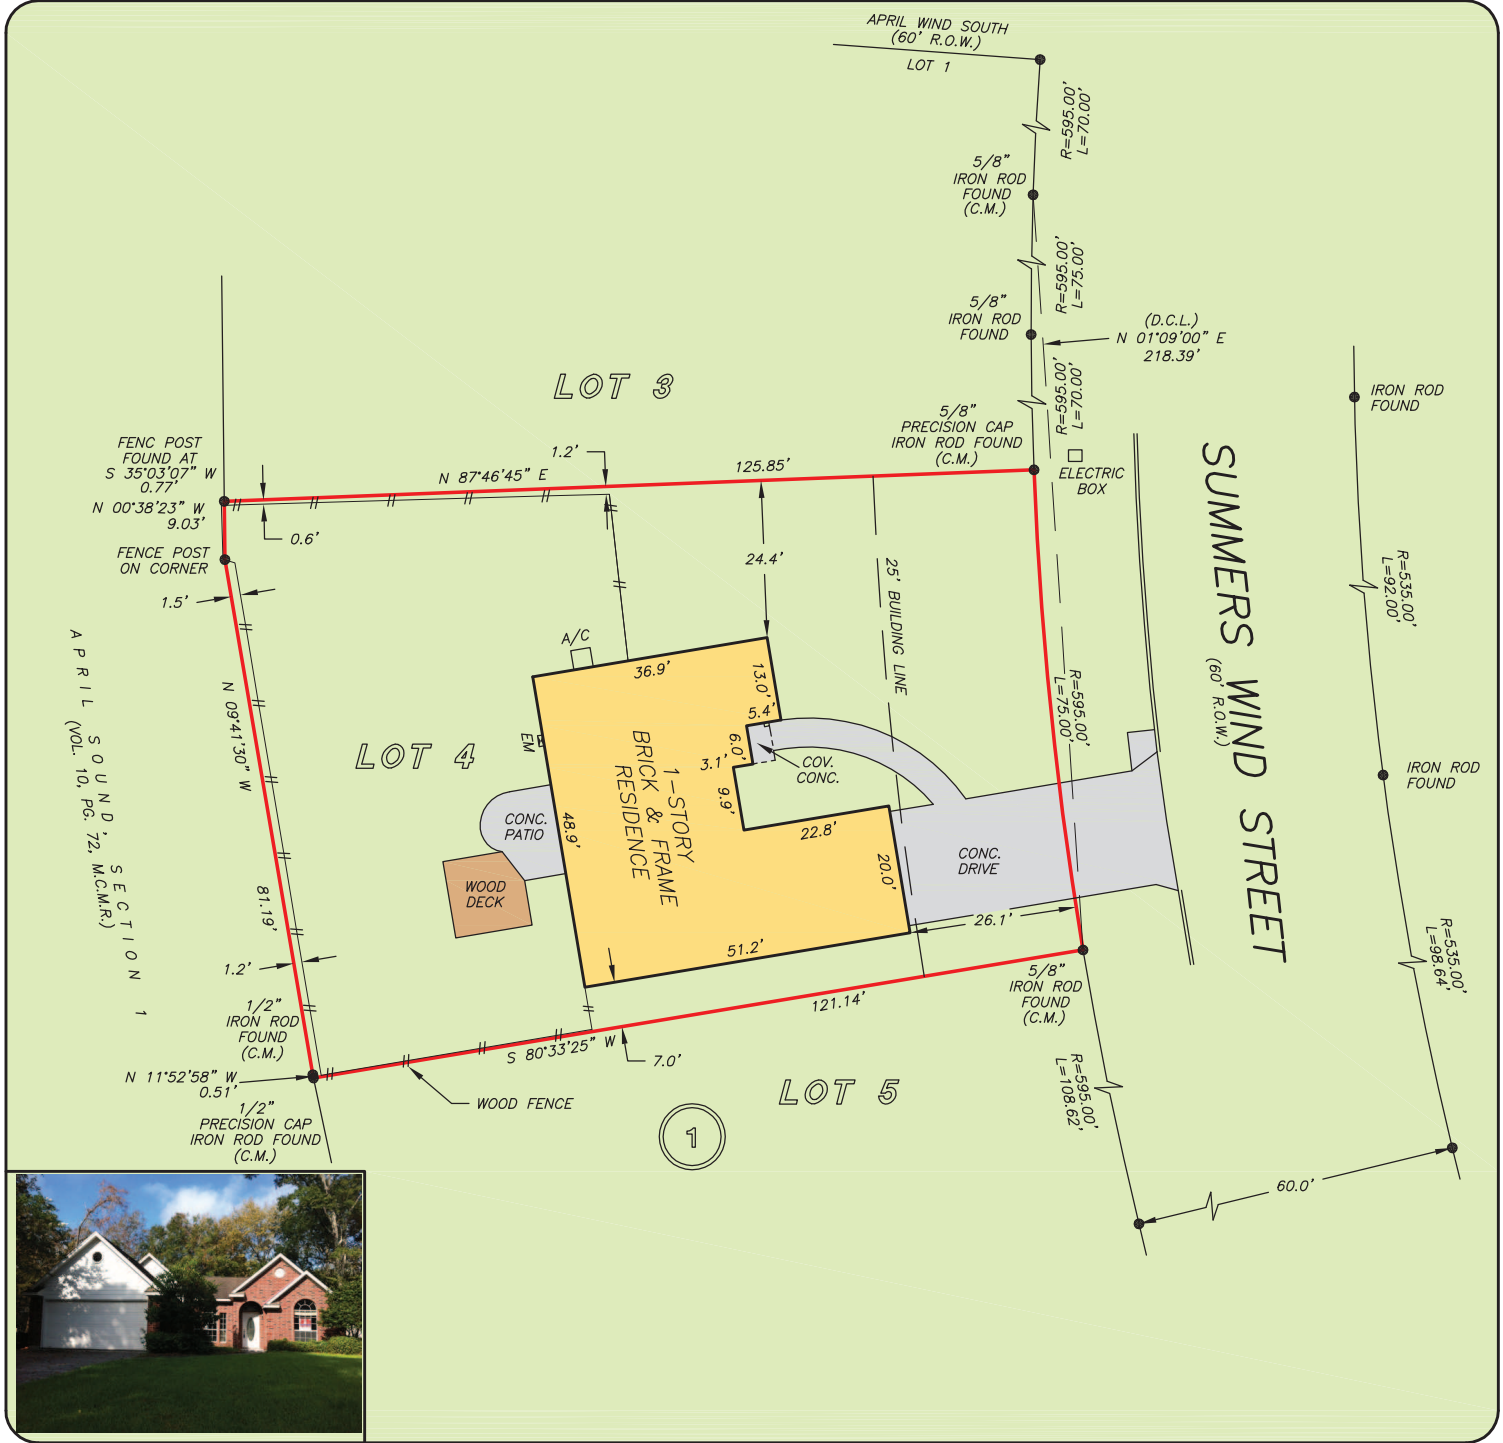 APRIL WIND SOUTH
(60' R.O.W.)
LOT 1
R=595.00'
L=70.00'
5/8"
IRON ROD
FOUND
(C.M.)
R=595.00'
L=75.00'
5/8"
IRON ROD
FOUND
(D.C.L.)
N 01°09'00" E
218.39'
R=595.00'
L=70.00'
LOT 3
IRON ROD
FOUND
5/8"
PRECISION CAP
IRON ROD FOUND
(C.M.)
FENC POST
FOUND AT
S 35°03'07" W
0.77'
1.2'
N 87°46'45" E
125.85'
ELECTRIC
BOX
N 00°38'23" W
9.03'
0.6'
FENCE POST
ON CORNER
24.4'
25' BUILDING LINE
SUMMERS WIND STREET
(60' R.O.W.)
R=535.00'
L=92.00'
1.5'
A/C
36.9'
13.0'
5.4'
R=595.00'
L=75.00'
APRIL SOUND, SECTION 1
(VOL. 10, PG. 72, M.C.M.R.)
N 09°41'30" W
81.19'
LOT 4
EM
1-STORY
BRICK & FRAME
RESIDENCE
6.0'
3.1'
COV.
CONC.
9.9'
IRON ROD
FOUND
CONC.
PATIO
48.9'
22.8'
20.0'
CONC.
DRIVE
WOOD
DECK
26.1'
51.2'
R=535.00'
L=98.64'
1.2'
121.14'
5/8"
IRON ROD
FOUND
(C.M.)
1/2"
IRON ROD
FOUND
(C.M.)
S 80°33'25" W
7.0'
N 11°52'58" W
0.51'
WOOD FENCE
LOT 5
R=595.00'
L=108.62'
1/2"
PRECISION CAP
IRON ROD FOUND
(C.M.)
1
60.0'